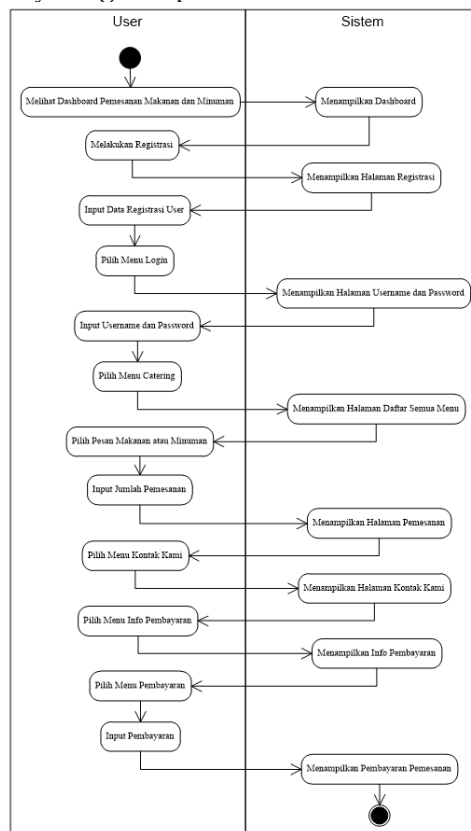 User
Sistem
Melihat Dashboard Pemesanan Makanan dan Minuman
Menampilkan Dashboard
Melakukan Registrasi
Menampilkan Halaman Registrasi
Input Data Registrasi User
Pilih Menu Login
Menampilkan Halaman Username dan Password
Input Username dan Password
Pilih Menu Catering
Menampilkan Halaman Daftar Semua Menu
Pilih Pesan Makanan atau Minuman
Input Jumlah Pemesanan
Menampilkan Halaman Pemesanan
Pilih Menu Kontak Kami
Menampilkan Halaman Kontak Kami
Pilih Menu Info Pembayaran
Menampilkan Info Pembayaran
Pilih Menu Pembayaran
Input Pembayaran
Menampilkan Pembayaran Pemesanan